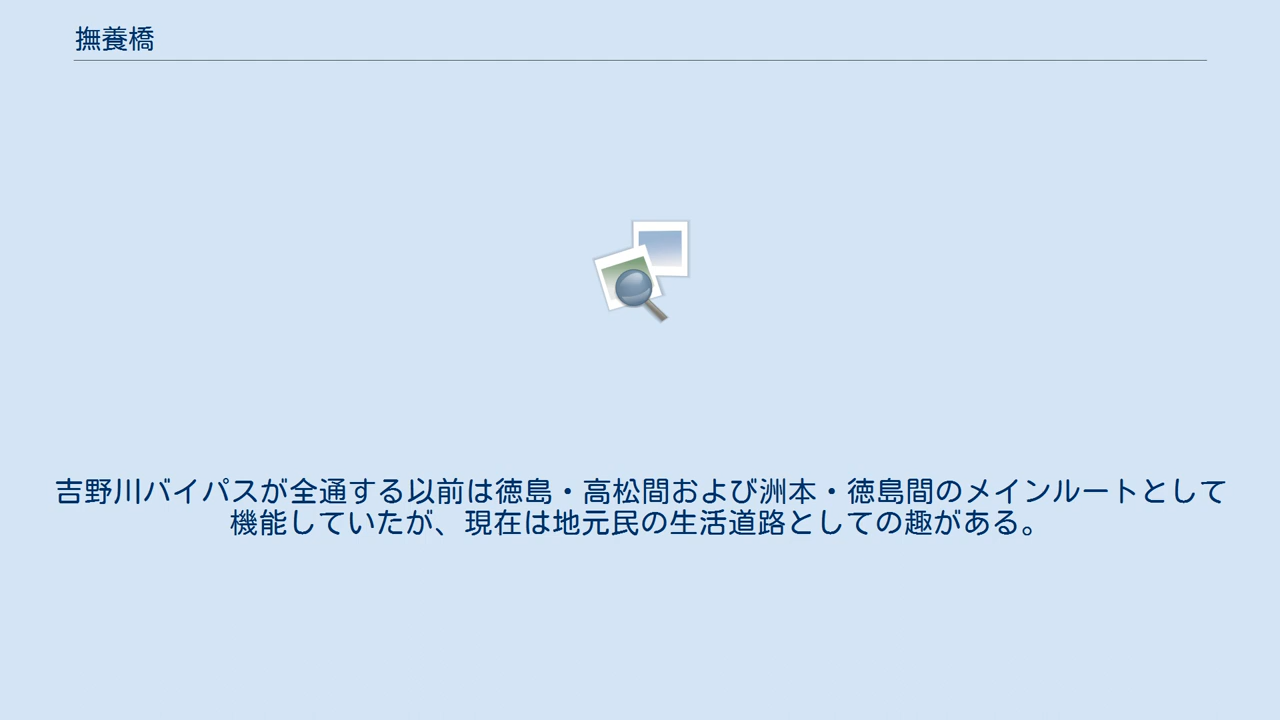 撫養橋
吉野川バイパスが全通する以前は徳島・高松間および洲本・徳島間のメインルートとして
機能していたが、現在は地元民の生活道路としての趣がある。